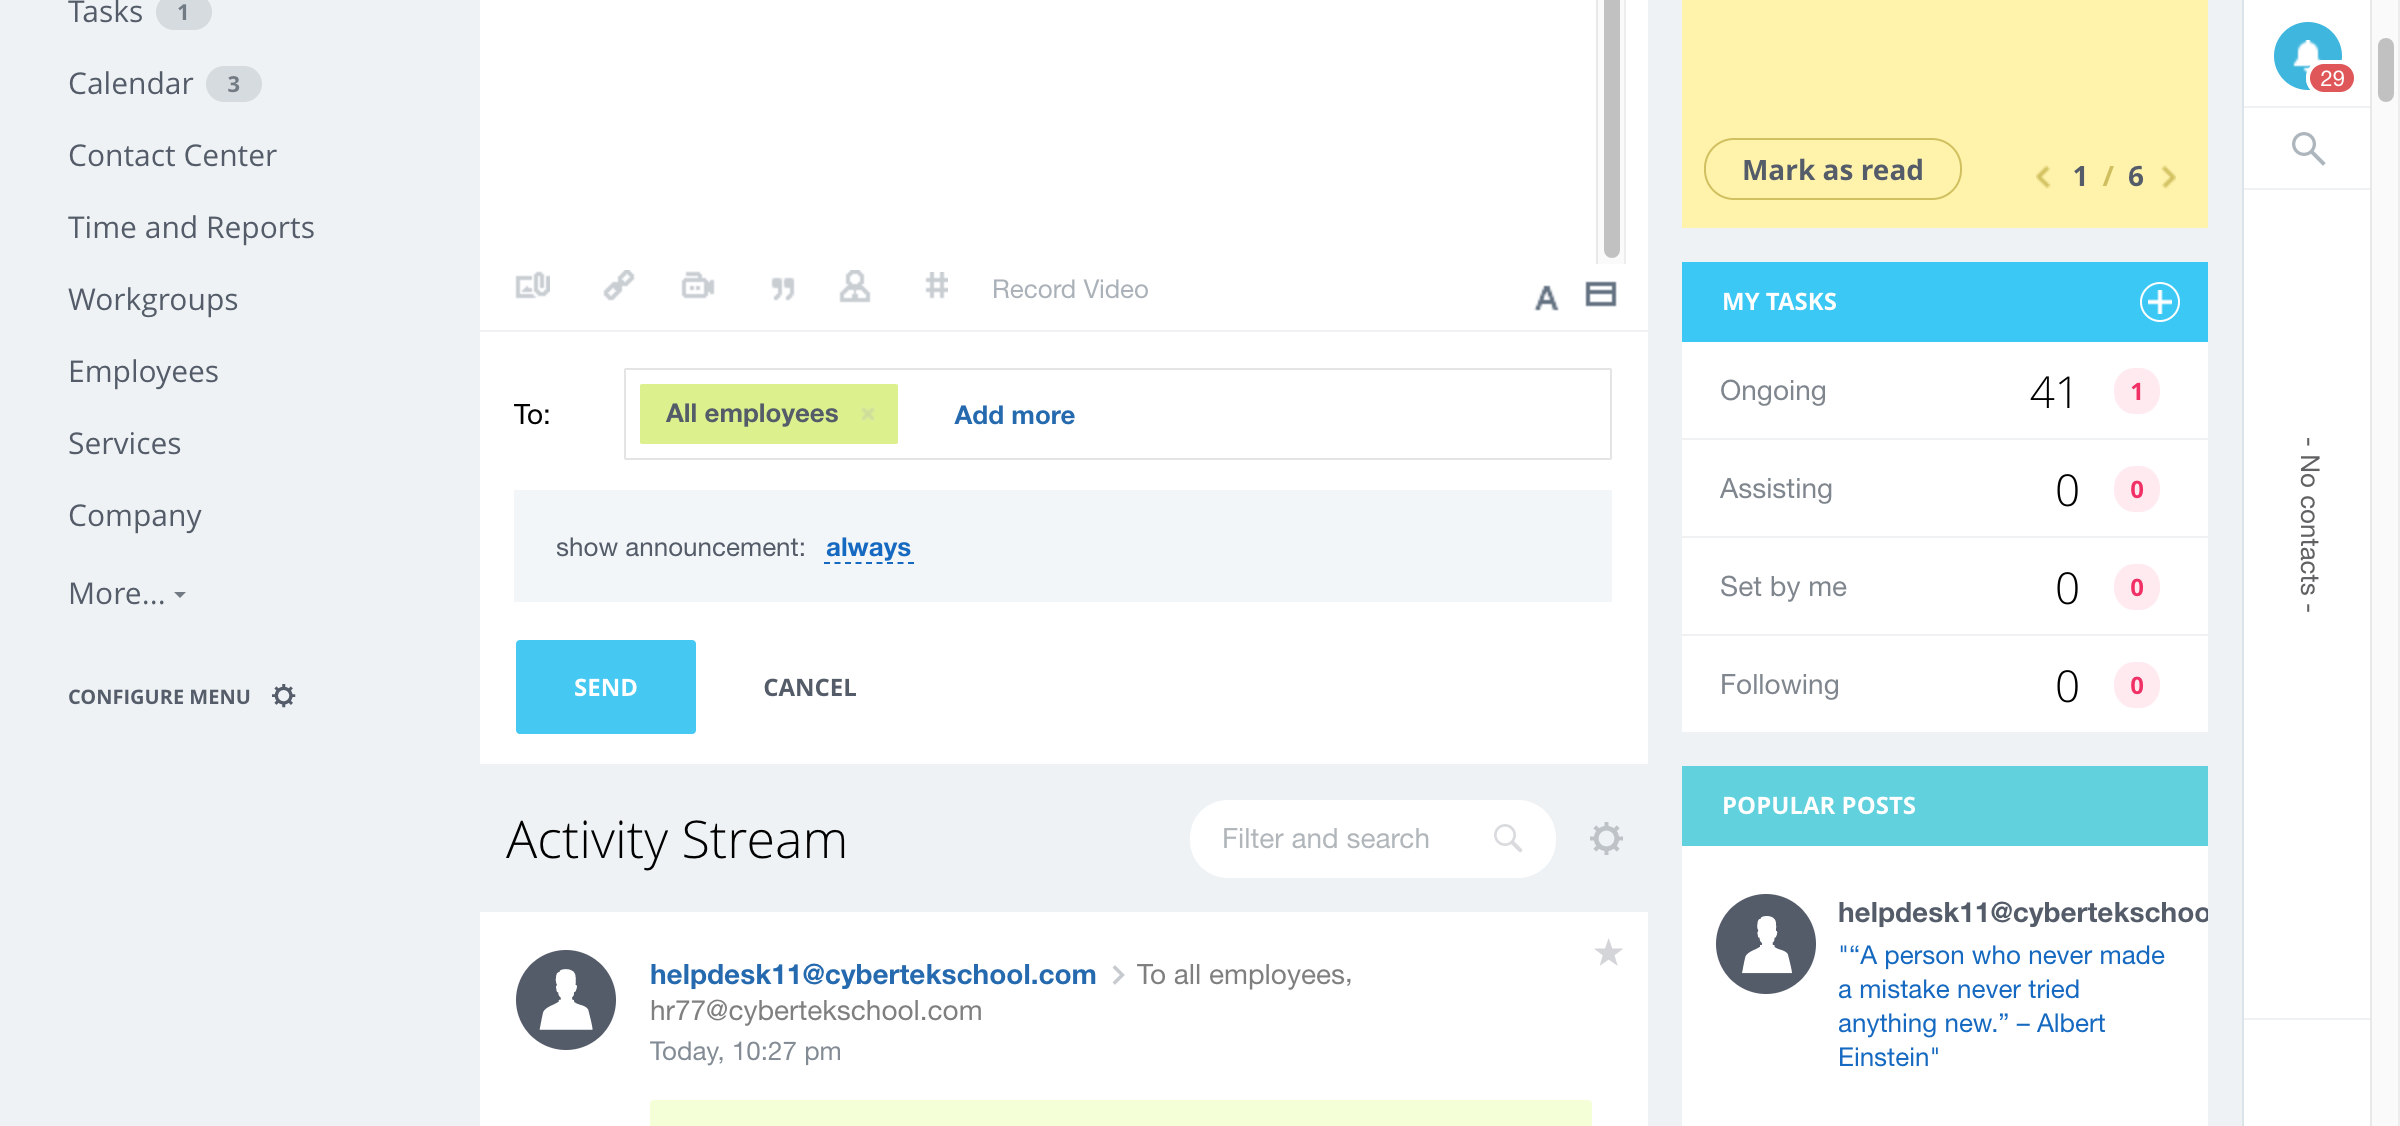 Tasks 1
Calendar 3
Contact Center
Time and Reports
Workgroups
Employees
Services
Company
More...
CONFIGURE MENU
Record Video
A
To: All employees × Add more
show announcement: always
SEND CANCEL
Activity Stream
Filter and search
helpdesk11@cybertekschool.com > To all employees,
hr77@cybertekschool.com
Today, 10:27 pm
Mark as read
< 1 / 6 >
MY TASKS
Ongoing 41 1
Assisting 0 0
Set by me 0 0
Following 0 0
POPULAR POSTS
helpdesk11@cybertekschoo
"“A person who never made
a mistake never tried
anything new.” – Albert
Einstein"
29
- No contacts -